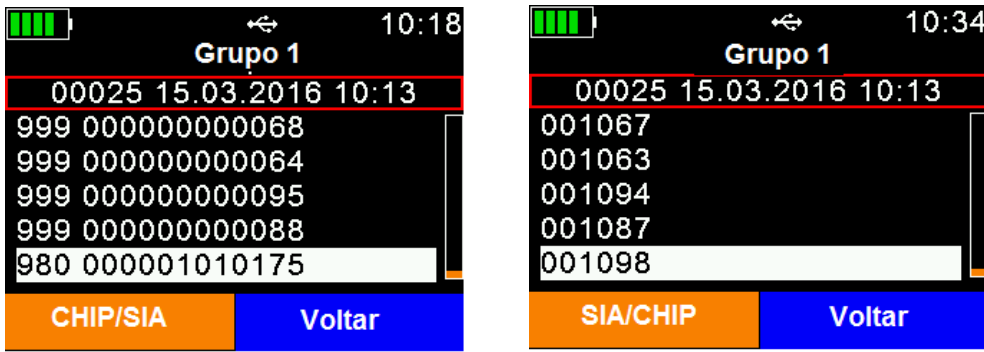 10:18
Grupo 1
00025 15.03.2016 10:13
999 000000000068
999 000000000064
999 000000000095
999 000000000088
980 000001010175
CHIP/SIA Voltar
10:34
Grupo 1
00025 15.03.2016 10:13
001067
001063
001094
001087
001098
SIA/CHIP Voltar